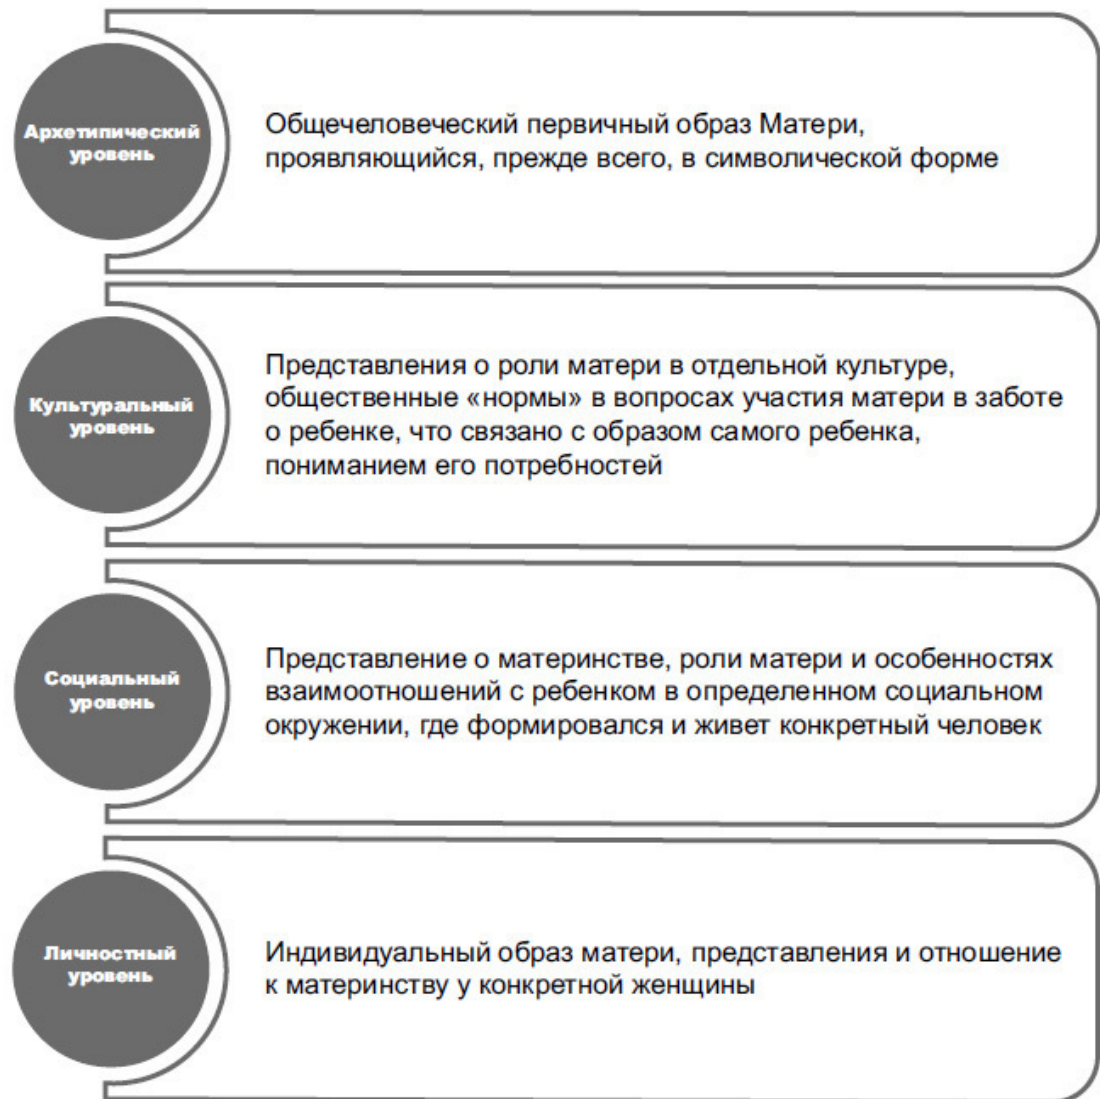 Архетипический
уровень
Общечеловеческий первичный образ Матери,
проявляющийся, прежде всего, в символической форме
Культуральный
уровень
Представления о роли матери в отдельной культуре,
общественные «нормы» в вопросах участия матери в заботе
о ребенке, что связано с образом самого ребенка,
пониманием его потребностей
Социальный
уровень
Представление о материнстве, роли матери и особенностях
взаимоотношений с ребенком в определенном социальном
окружении, где формировался и живет конкретный человек
Личностный
уровень
Индивидуальный образ матери, представления и отношение
к материнству у конкретной женщины